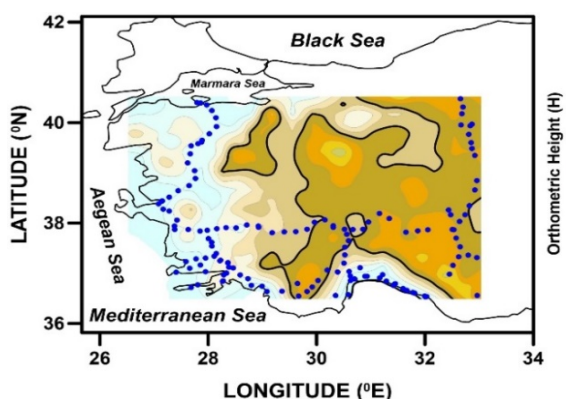 42
40
38
36
LATITUDE (⁰N)
Black Sea
Marmara Sea
Aegean Sea
Mediterranean Sea
26 28 30 32 34
LONGITUDE (⁰E)
Orthometric Height (H)